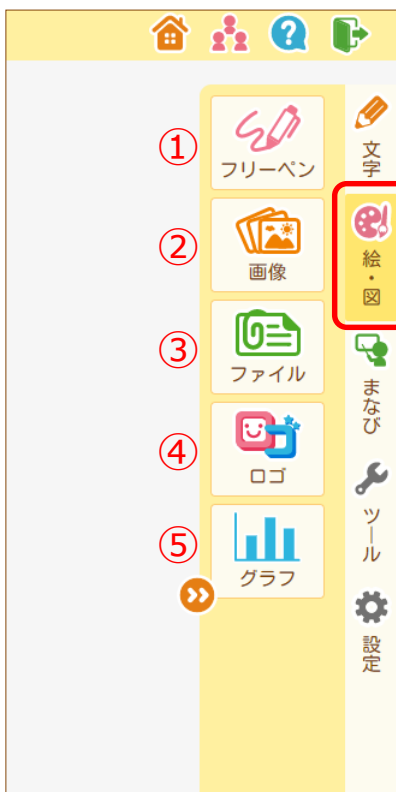 ①
フリーペン
②
画像
③
ファイル
④
ロゴ
⑤
グラフ
文字
絵・図
まなび
ツール
設定